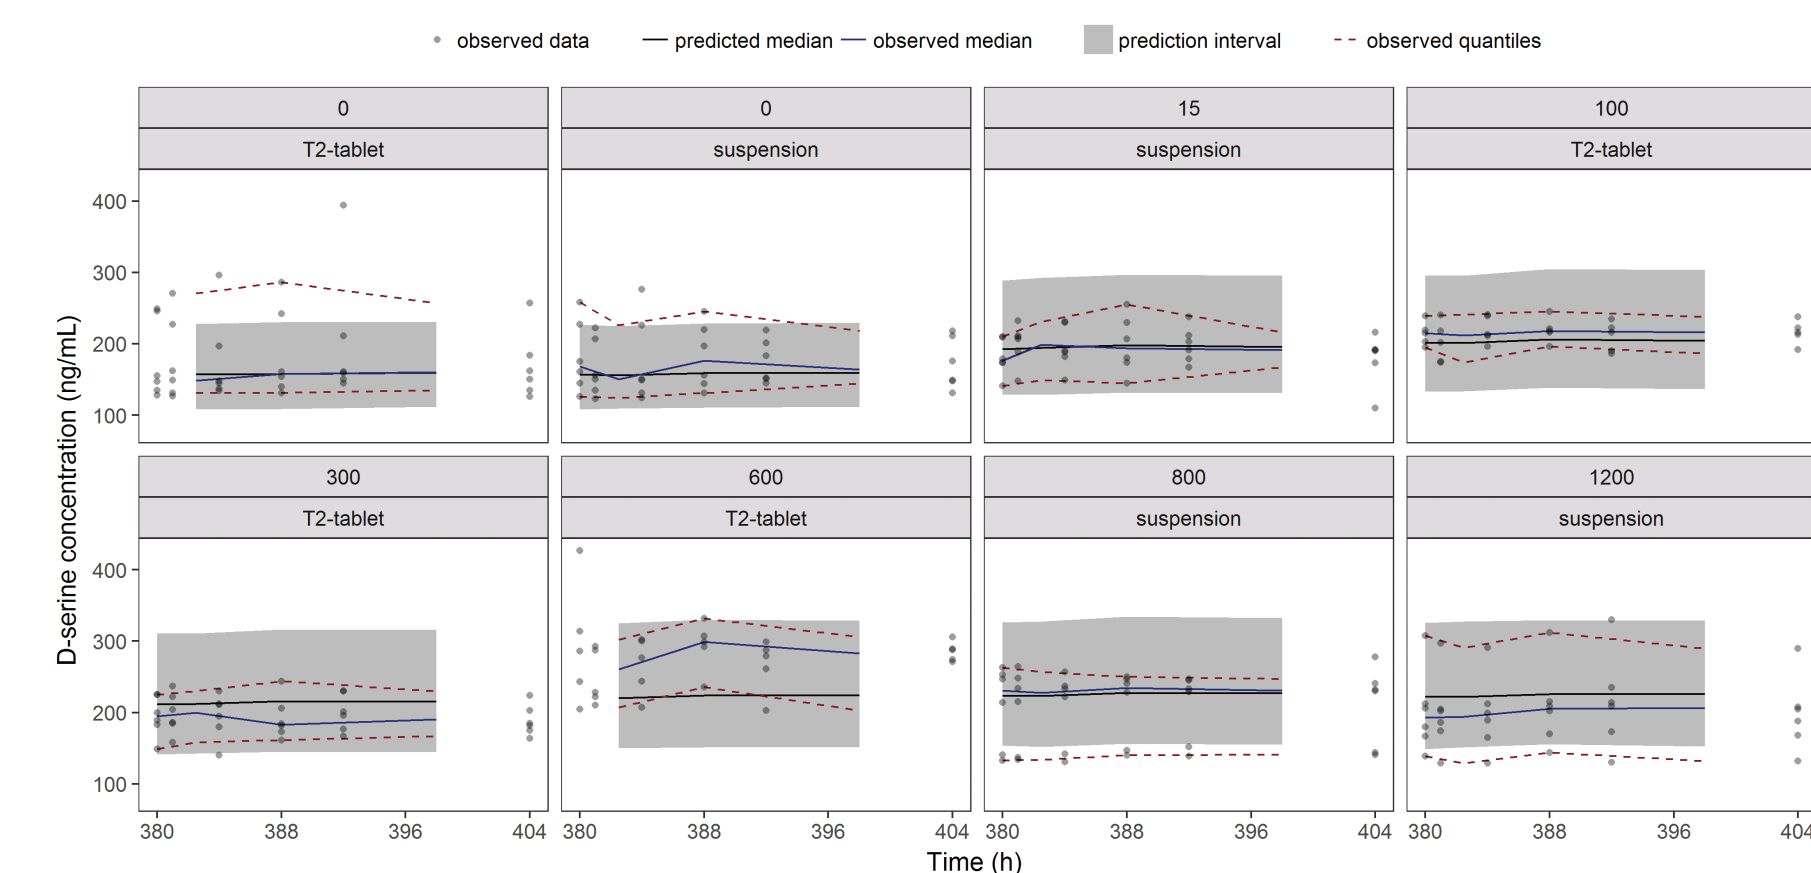 observed data predicted median observed median prediction interval observed quantiles
0 0 15 100
T2-tablet suspension suspension T2-tablet
400
300
200
100
D-serine concentration (ng/mL)
300 600 800 1200
T2-tablet T2-tablet suspension suspension
400
300
200
100
380 388 396 404 380 388 396 404 380 388 396 404 380 388 396 404
Time (h)